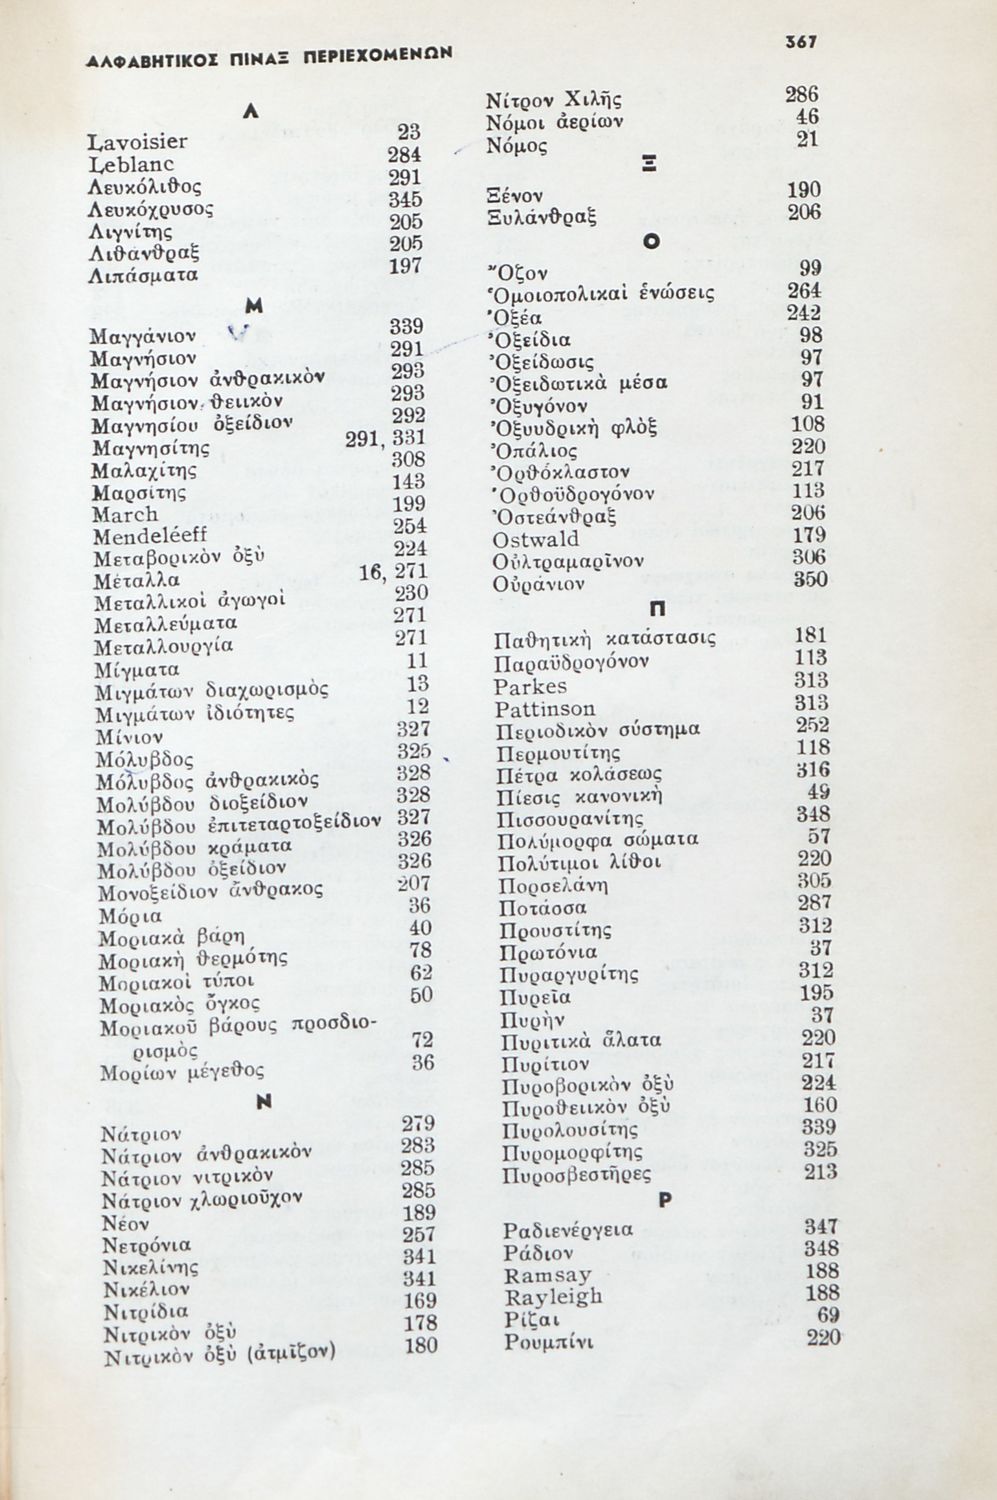 ΑΛΦΑΒΗΤΙΚΟΣ ΠΙΝΑΞ ΠΕΡΙΕΧΟΜΕΝΩΝ 367
Λ
Lavoisier 23
Leblanc 284
Λευκόλιθος 291
Λευκόχρυσος 345
Λιγνίτης 205
Λιθάνθραξ 205
Λιπάσματα 197
Μ
Μαγγάνιον 339
Μαγνήσιον 291
Μαγνήσιον ἀνθρακικὸν 293
Μαγνήσιον θειικὸν 293
Μαγνησίου ὀξείδιον 292
Μαγνησίτης 291, 331
Μαλαχίτης 308
Μαρσίτης 143
March 199
Mendeléeff 254
Μεταβορικὸν ὀξὺ 224
Μέταλλα 16, 271
Μεταλλικοὶ ἀγωγοὶ 230
Μεταλλεύματα 271
Μεταλλουργία 271
Μίγματα 11
Μιγμάτων διαχωρισμὸς 13
Μιγμάτων ἰδιότητες 12
Μίνιον 327
Μόλυβδος 325
Μόλυβδος ἀνθρακικὸς 328
Μολύβδου διοξείδιον 328
Μολύβδου ἐπιτεταρτοξείδιον 327
Μολύβδου κράματα 326
Μολύβδου ὀξείδιον 326
Μονοξείδιον ἄνθρακος 207
Μόρια 36
Μοριακὰ βάρη 40
Μοριακὴ θερμότης 78
Μοριακοὶ τύποι 62
Μοριακὸς ὄγκος 50
Μοριακοῦ βάρους προσδιο-
ρισμὸς 72
Μορίων μέγεθος 36
Ν
Νάτριον 279
Νάτριον ἀνθρακικὸν 283
Νάτριον νιτρικὸν 285
Νάτριον χλωριοῦχον 285
Νέον 189
Νετρόνια 257
Νικελίνης 341
Νικέλιον 341
Νιτρίδια 169
Νιτρικὸν ὀξὺ 178
Νιτρικὸν ὀξὺ (ἀτμῖζον) 180
Νίτρον Χιλῆς 286
Νόμοι ἀερίων 46
Νόμος 21
Ξ
Ξένον 190
Ξυλάνθραξ 206
Ο
Ὄζον 99
Ὁμοιοπολικαὶ ἑνώσεις 264
Ὀξέα 242
Ὀξείδια 98
Ὀξείδωσις 97
Ὀξειδωτικὰ μέσα 97
Ὀξυγόνον 91
Ὀξυυδρικὴ φλὸξ 108
Ὀπάλιος 220
Ὀρθόκλαστον 217
Ὀρθοϋδρογόνον 113
Ὀστεάνθραξ 206
Ostwald 179
Οὐλτραμαρῖνον 306
Οὐράνιον 350
Π
Παθητικὴ κατάστασις 181
Παραϋδρογόνον 113
Parkes 313
Pattinson 313
Περιοδικὸν σύστημα 252
Περμουτίτης 118
Πέτρα κολάσεως 316
Πίεσις κανονικὴ 49
Πισσουρανίτης 348
Πολύμορφα σώματα 57
Πολύτιμοι λίθοι 220
Πορσελάνη 305
Ποτάσσα 287
Προυστίτης 312
Πρωτόνια 37
Πυραργυρίτης 312
Πυρεῖα 195
Πυρὴν 37
Πυριτικὰ ἅλατα 220
Πυρίτιον 217
Πυροβορικὸν ὀξὺ 224
Πυροθειικὸν ὀξὺ 160
Πυρολουσίτης 339
Πυρομορφίτης 325
Πυροσβεστῆρες 213
Ρ
Ραδιενέργεια 347
Ράδιον 348
Ramsay 188
Rayleigh 188
Ρίζαι 69
Ρουμπίνι 220